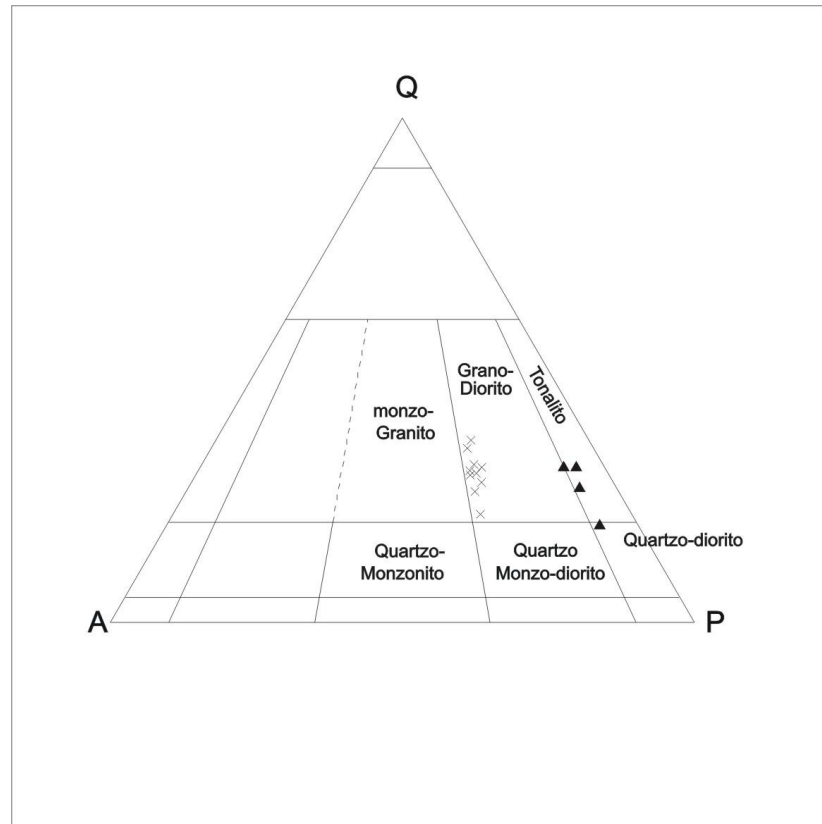 Q
Grano-
Diorito
Tonalito
monzo-
Granito
Quartzo-diorito
Quartzo-
Monzonito
Quartzo
Monzo-diorito
A
P